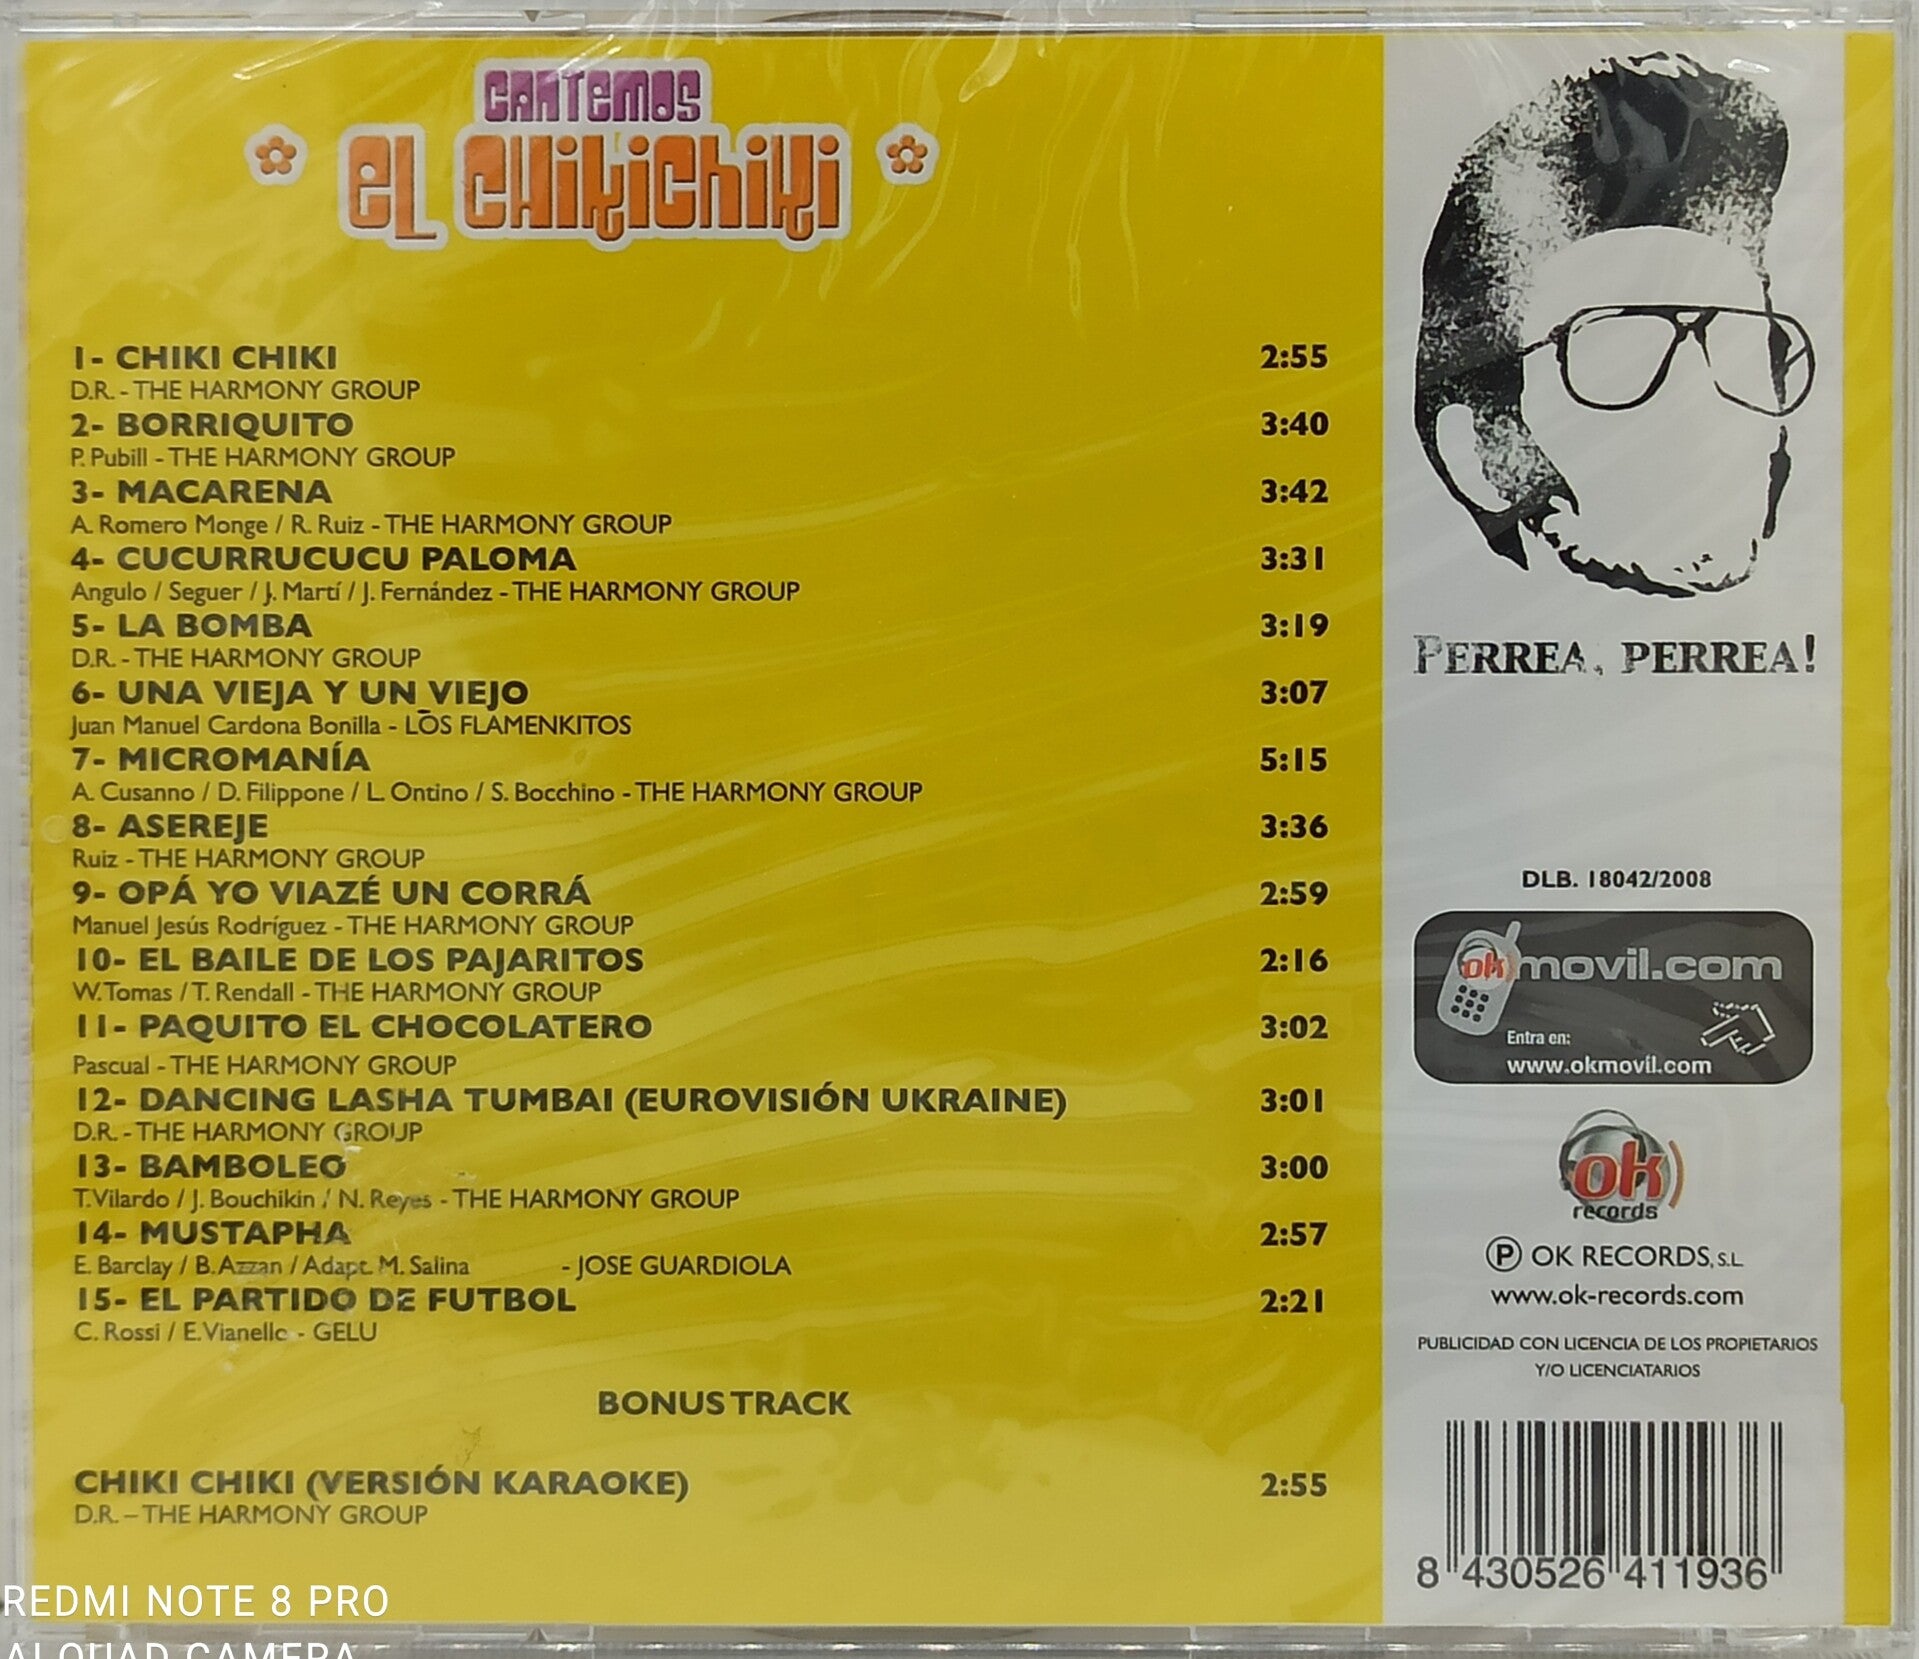 CANTEMOS
EL CHIKICHIKI
1- CHIKI CHIKI 2:55
D.R. - THE HARMONY GROUP
2- BORRIQUITO 3:40
P. Pubill - THE HARMONY GROUP
3- MACARENA 3:42
A. Romero Monge / R. Ruiz - THE HARMONY GROUP
4- CUCURRUCUCU PALOMA 3:31
Angulo / Seguer / J. Martí / J. Fernández - THE HARMONY GROUP
5- LA BOMBA 3:19
D.R. - THE HARMONY GROUP
6- UNA VIEJA Y UN VIEJO 3:07
Juan Manuel Cardona Bonilla - LOS FLAMENKITOS
7- MICROMANÍA 5:15
A. Cusanno / D. Filippone / L. Ontino / S. Bocchino - THE HARMONY GROUP
8- ASEREJE 3:36
Ruiz - THE HARMONY GROUP
9- OPÁ YO VIAZÉ UN CORRÁ 2:59
Manuel Jesús Rodríguez - THE HARMONY GROUP
10- EL BAILE DE LOS PAJARITOS 2:16
W. Tomas / T. Rendall - THE HARMONY GROUP
11- PAQUITO EL CHOCOLATERO 3:02
Pascual - THE HARMONY GROUP
12- DANCING LASHA TUMBAI (EUROVISIÓN UKRAINE) 3:01
D.R. - THE HARMONY GROUP
13- BAMBOLEO 3:00
T. Vilardo / J. Bouchikin / N. Reyes - THE HARMONY GROUP
14- MUSTAPHA 2:57
E. Barclay / B. Azzan / Adapt. M. Salina - JOSE GUARDIOLA
15- EL PARTIDO DE FUTBOL 2:21
C. Rossi / E. Vianello - GELU
BONUS TRACK
CHIKI CHIKI (VERSIÓN KARAOKE) 2:55
D.R. – THE HARMONY GROUP
PERREA, PERREA!
DLB. 18042/2008
ok movil.com
Entra en:
www.okmovil.com
ok
records
Ⓟ OK RECORDS, S.L.
www.ok-records.com
PUBLICIDAD CON LICENCIA DE LOS PROPIETARIOS
Y/O LICENCIATARIOS
8 430526 411936
REDMI NOTE 8 PRO
AI QUAD CAMERA